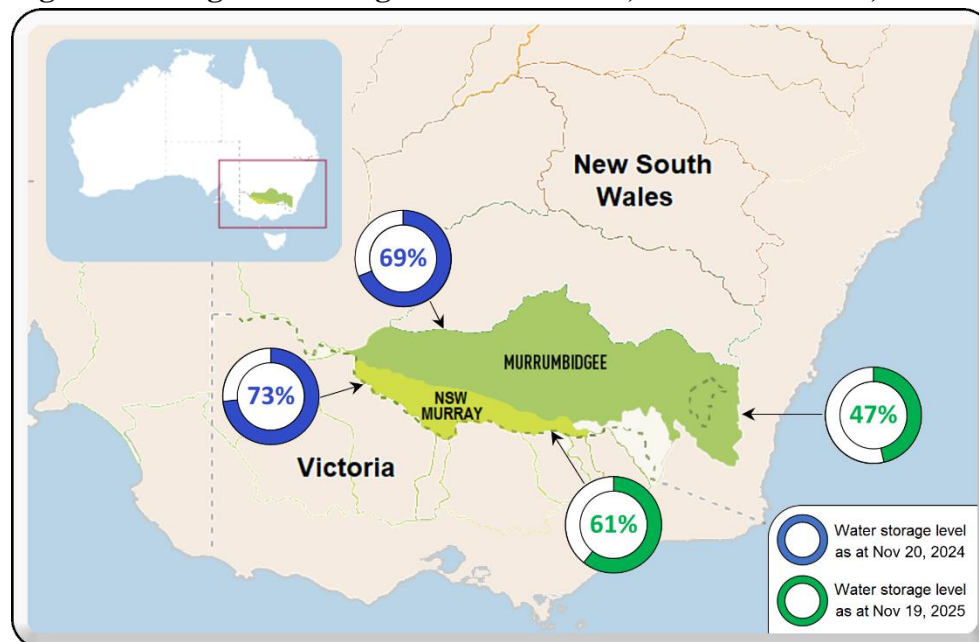 New South
Wales
69%
MURRUMBIDGEE
73%
NSW
MURRAY
47%
Victoria
61%
Water storage level
as at Nov 20, 2024
Water storage level
as at Nov 19, 2025